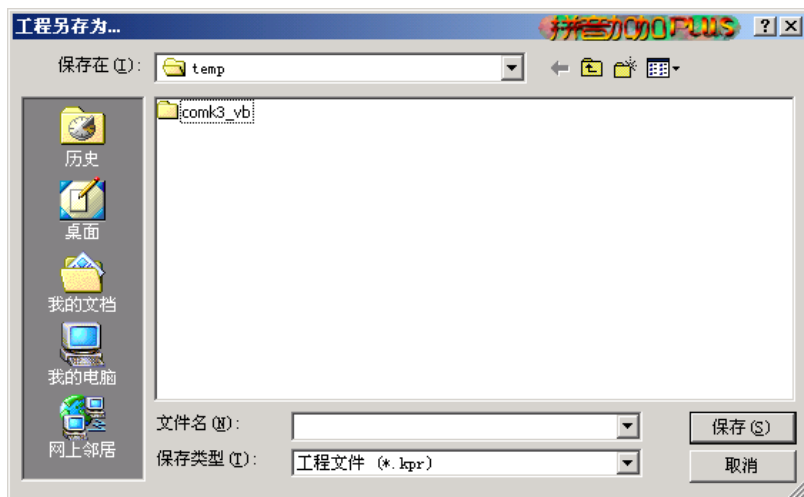 工程另存为...
拼音加加PLUS
保存在(I):
temp
comk3_vb
历史
桌面
我的文档
我的电脑
网上邻居
文件名(N):
保存(S)
保存类型(T):
工程文件 (*.kpr)
取消